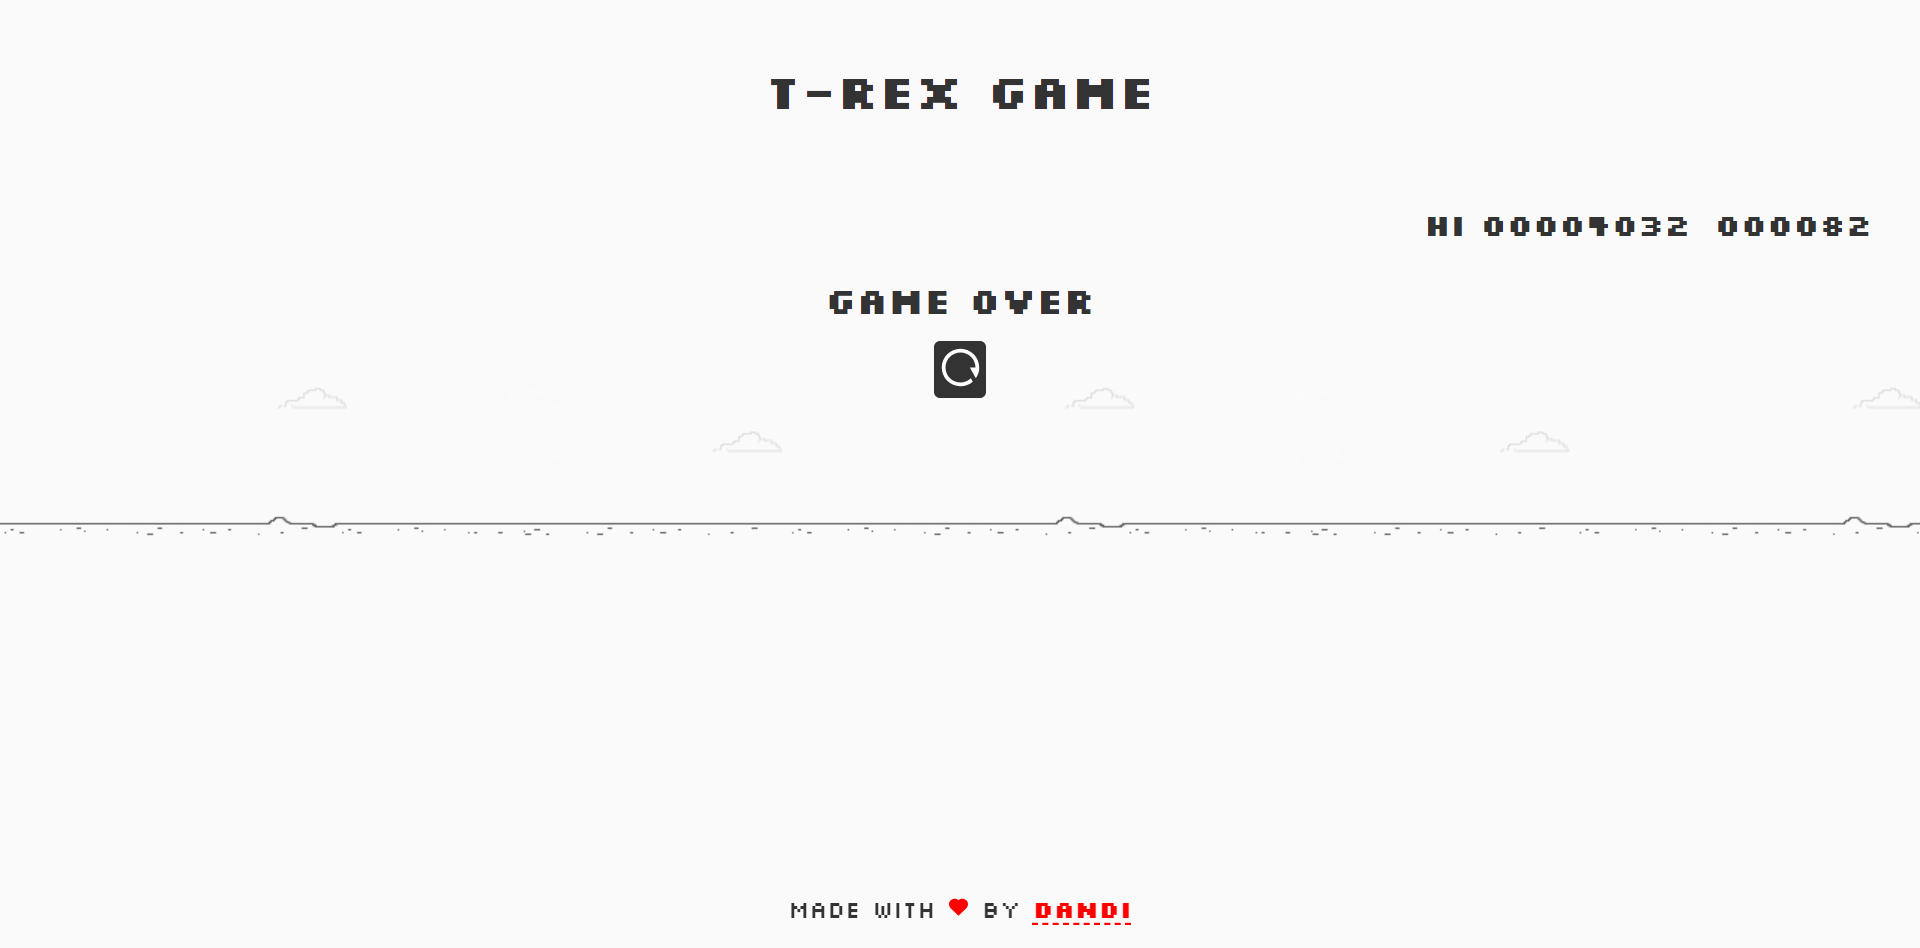 T-REX GAME
HI 00004032 000082
GAME OVER
MADE WITH ❤ BY DANDI